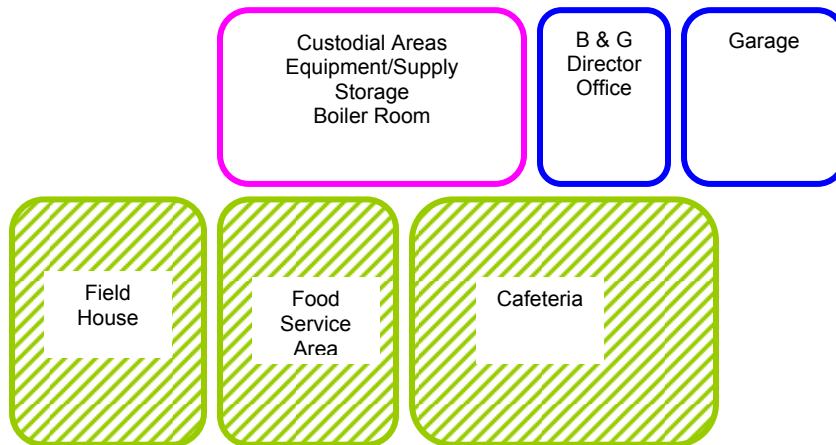 Custodial Areas
Equipment/Supply
Storage
Boiler Room
B & G
Director
Office
Garage
Field
House
Food
Service
Area
Cafeteria